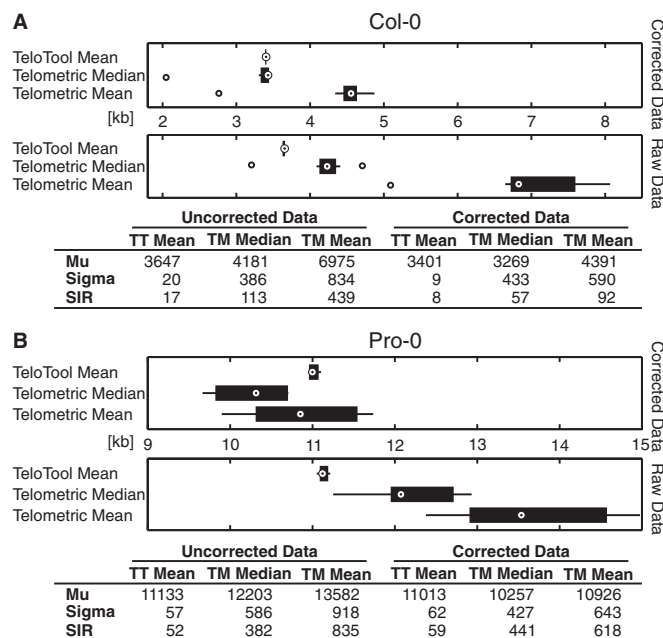 A Col-0
TeloTool Mean
Telometric Median
Telometric Mean
Corrected Data
[kb] 2 3 4 5 6 7 8
TeloTool Mean
Telometric Median
Telometric Mean
Raw Data
Uncorrected Data Corrected Data
TT Mean TM Median TM Mean TT Mean TM Median TM Mean
Mu 3647 4181 6975 3401 3269 4391
Sigma 20 386 834 9 433 590
SIR 17 113 439 8 57 92
B Pro-0
TeloTool Mean
Telometric Median
Telometric Mean
Corrected Data
[kb] 9 10 11 12 13 14 15
TeloTool Mean
Telometric Median
Telometric Mean
Raw Data
Uncorrected Data Corrected Data
TT Mean TM Median TM Mean TT Mean TM Median TM Mean
Mu 11133 12203 13582 11013 10257 10926
Sigma 57 586 918 62 427 643
SIR 52 382 835 59 441 618